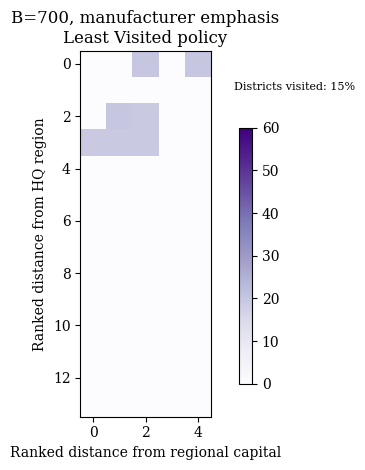 B=700, manufacturer emphasis
Least Visited policy
Districts visited: 15%
0
2
4
6
8
10
12
Ranked distance from HQ region
0 2 4
Ranked distance from regional capital
60
50
40
30
20
10
0